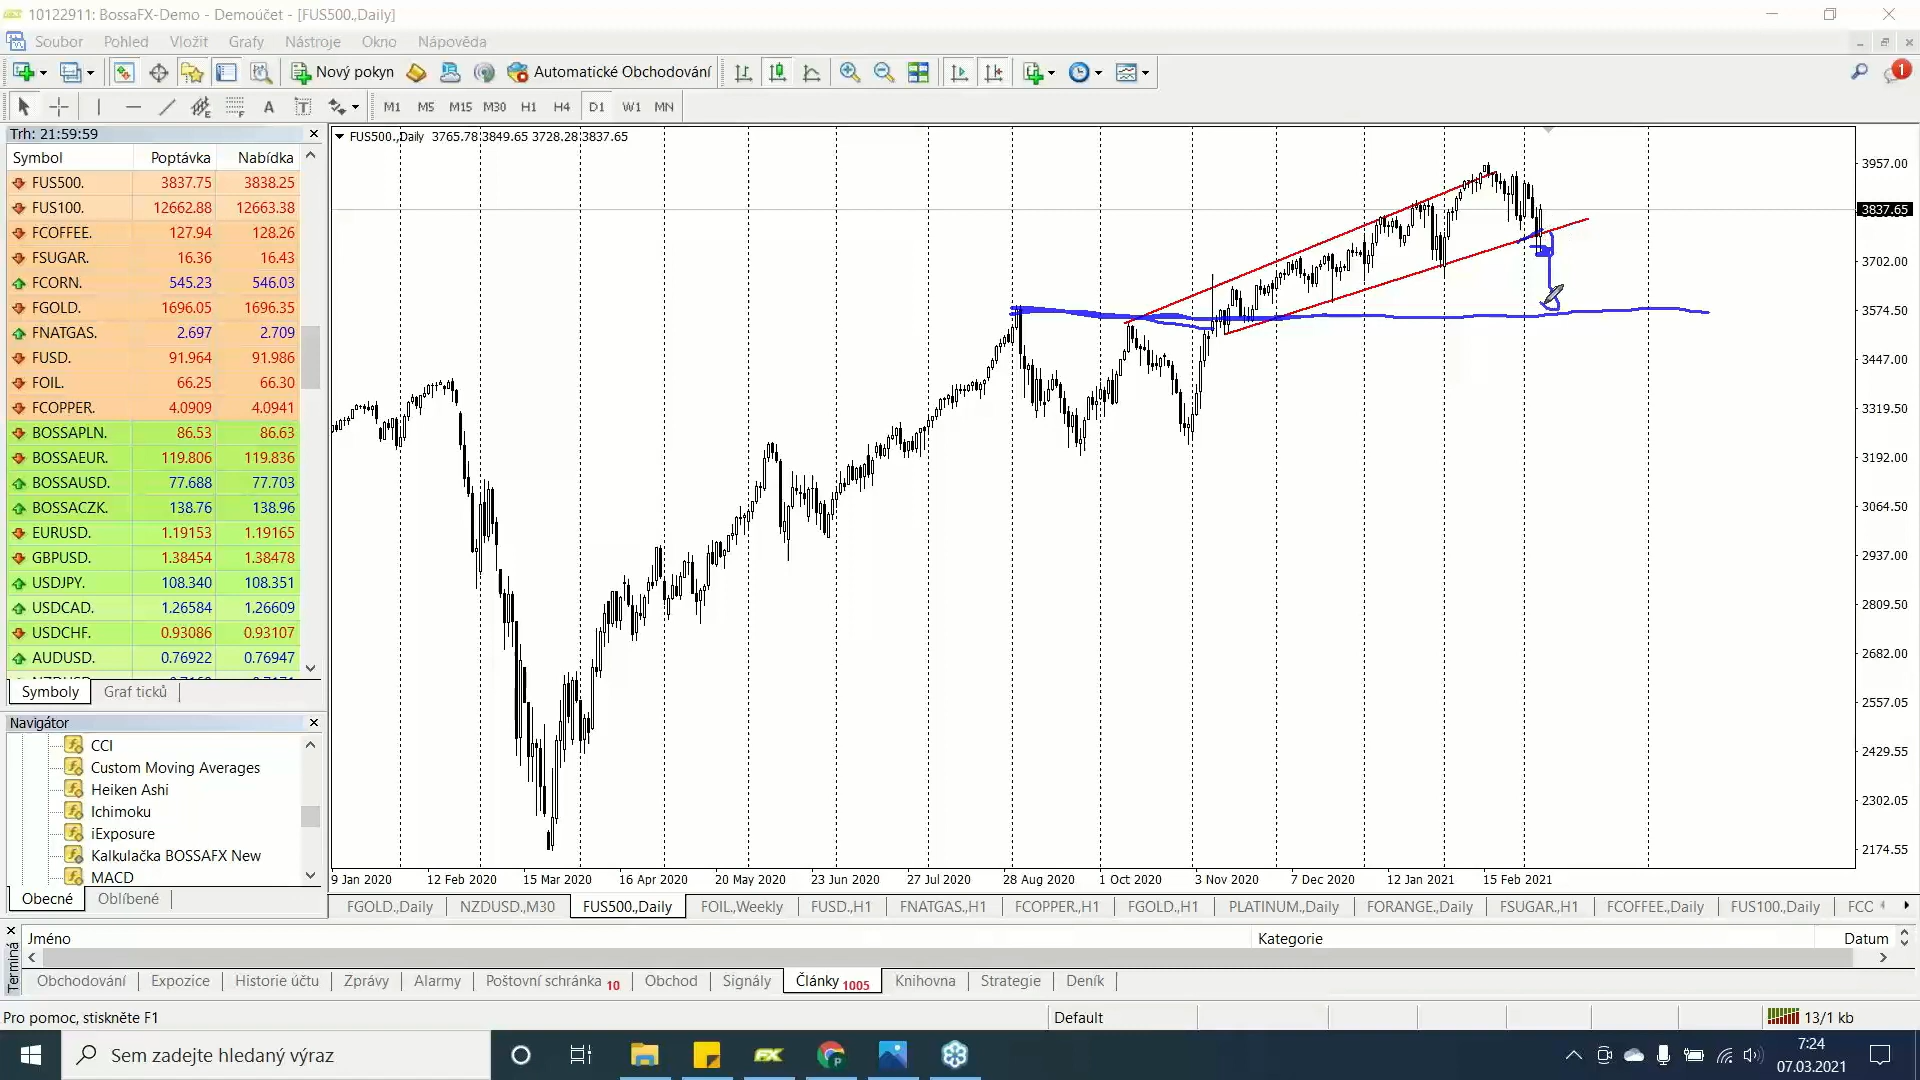 10122911: BossaFX-Demo - Demoúčet - [FUS500.,Daily]
Soubor Pohled Vložit Grafy Nástroje Okno Nápověda
Nový pokyn Automatické Obchodování
1
A T M1 M5 M15 M30 H1 H4 D1 W1 MN
Trh: 21:59:59
Symbol Poptávka Nabídka
FUS500. 3837.75 3838.25
FUS100. 12662.88 12663.38
FCOFFEE. 127.94 128.26
FSUGAR. 16.36 16.43
FCORN. 545.23 546.03
FGOLD. 1696.05 1696.35
FNATGAS. 2.697 2.709
FUSD. 91.964 91.986
FOIL. 66.25 66.30
FCOPPER. 4.0909 4.0941
BOSSAPLN. 86.53 86.63
BOSSAEUR. 119.806 119.836
BOSSAUSD. 77.688 77.703
BOSSACZK. 138.76 138.96
EURUSD. 1.19153 1.19165
GBPUSD. 1.38454 1.38478
USDJPY. 108.340 108.351
USDCAD. 1.26584 1.26609
USDCHF. 0.93086 0.93107
AUDUSD. 0.76922 0.76947
Symboly Graf ticků
Navigátor
CCI
Custom Moving Averages
Heiken Ashi
Ichimoku
iExposure
Kalkulačka BOSSAFX New
MACD
Obecné Oblíbené
FUS500.,Daily 3765.78 3849.65 3728.28 3837.65
3957.00
3837.65
3702.00
3574.50
3447.00
3319.50
3192.00
3064.50
2937.00
2809.50
2682.00
2557.05
2429.55
2302.05
2174.55
9 Jan 2020 12 Feb 2020 15 Mar 2020 16 Apr 2020 20 May 2020 23 Jun 2020 27 Jul 2020 28 Aug 2020 1 Oct 2020 3 Nov 2020 7 Dec 2020 12 Jan 2021 15 Feb 2021
FGOLD.,Daily NZDUSD.,M30 FUS500.,Daily FOIL.,Weekly FUSD.,H1 FNATGAS.,H1 FCOPPER.,H1 FGOLD.,H1 PLATINUM.,Daily FORANGE.,Daily FSUGAR.,H1 FCOFFEE.,Daily FUS100.,Daily FCC
Terminá
Jméno Kategorie Datum
Obchodování Expozice Historie účtu Zprávy Alarmy Poštovní schránka 10 Obchod Signály Články 1005 Knihovna Strategie Deník
Pro pomoc, stiskněte F1 Default 13/1 kb
Sem zadejte hledaný výraz
FX
7:24
07.03.2021